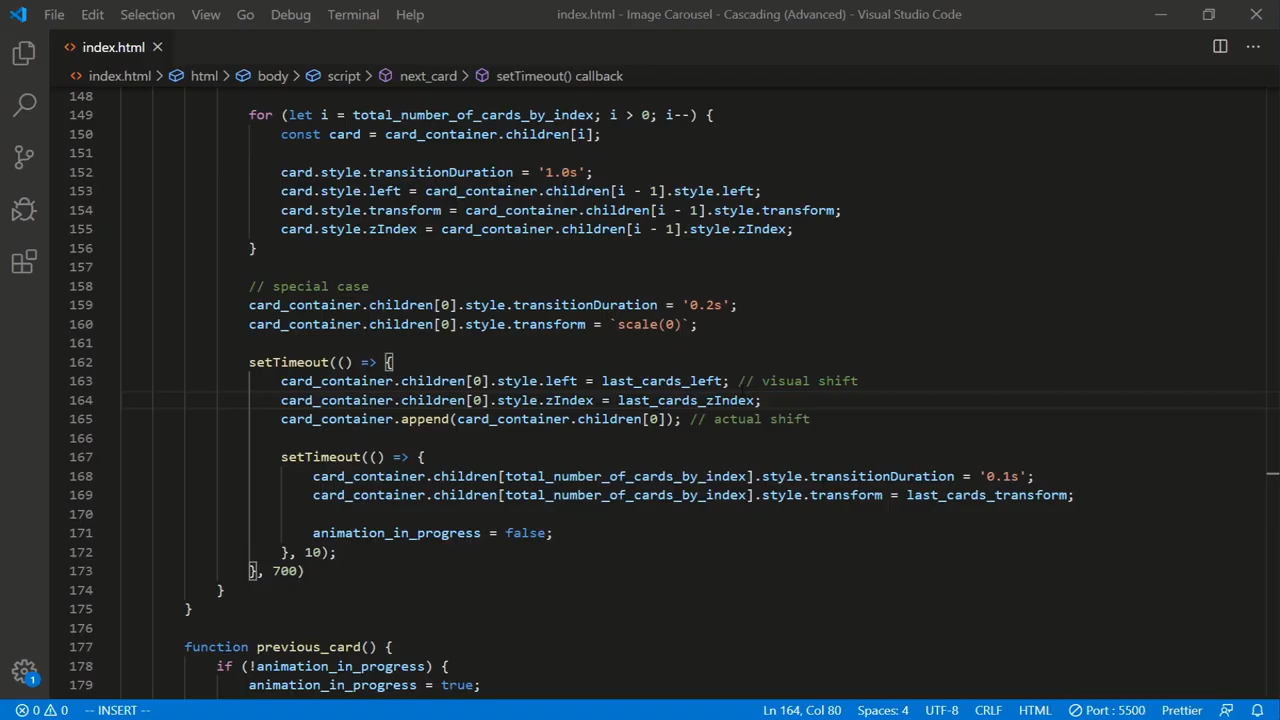 File Edit Selection View Go Debug Terminal Help index.html - Image Carousel - Cascading (Advanced) - Visual Studio Code
index.html
index.html > html > body > script > next_card > setTimeout() callback
148
149 for (let i = total_number_of_cards_by_index; i > 0; i--) {
150 const card = card_container.children[i];
151
152 card.style.transitionDuration = '1.0s';
153 card.style.left = card_container.children[i - 1].style.left;
154 card.style.transform = card_container.children[i - 1].style.transform;
155 card.style.zIndex = card_container.children[i - 1].style.zIndex;
156 }
157
158 // special case
159 card_container.children[0].style.transitionDuration = '0.2s';
160 card_container.children[0].style.transform = `scale(0)`;
161
162 setTimeout(() => {
163 card_container.children[0].style.left = last_cards_left; // visual shift
164 card_container.children[0].style.zIndex = last_cards_zIndex;
165 card_container.append(card_container.children[0]); // actual shift
166
167 setTimeout(() => {
168 card_container.children[total_number_of_cards_by_index].style.transitionDuration = '0.1s';
169 card_container.children[total_number_of_cards_by_index].style.transform = last_cards_transform;
170
171 animation_in_progress = false;
172 }, 10);
173 }, 700)
174 }
175 }
176
177 function previous_card() {
178 if (!animation_in_progress) {
179 animation_in_progress = true;
1
0 0 -- INSERT -- Ln 164, Col 80 Spaces: 4 UTF-8 CRLF HTML Port : 5500 Prettier